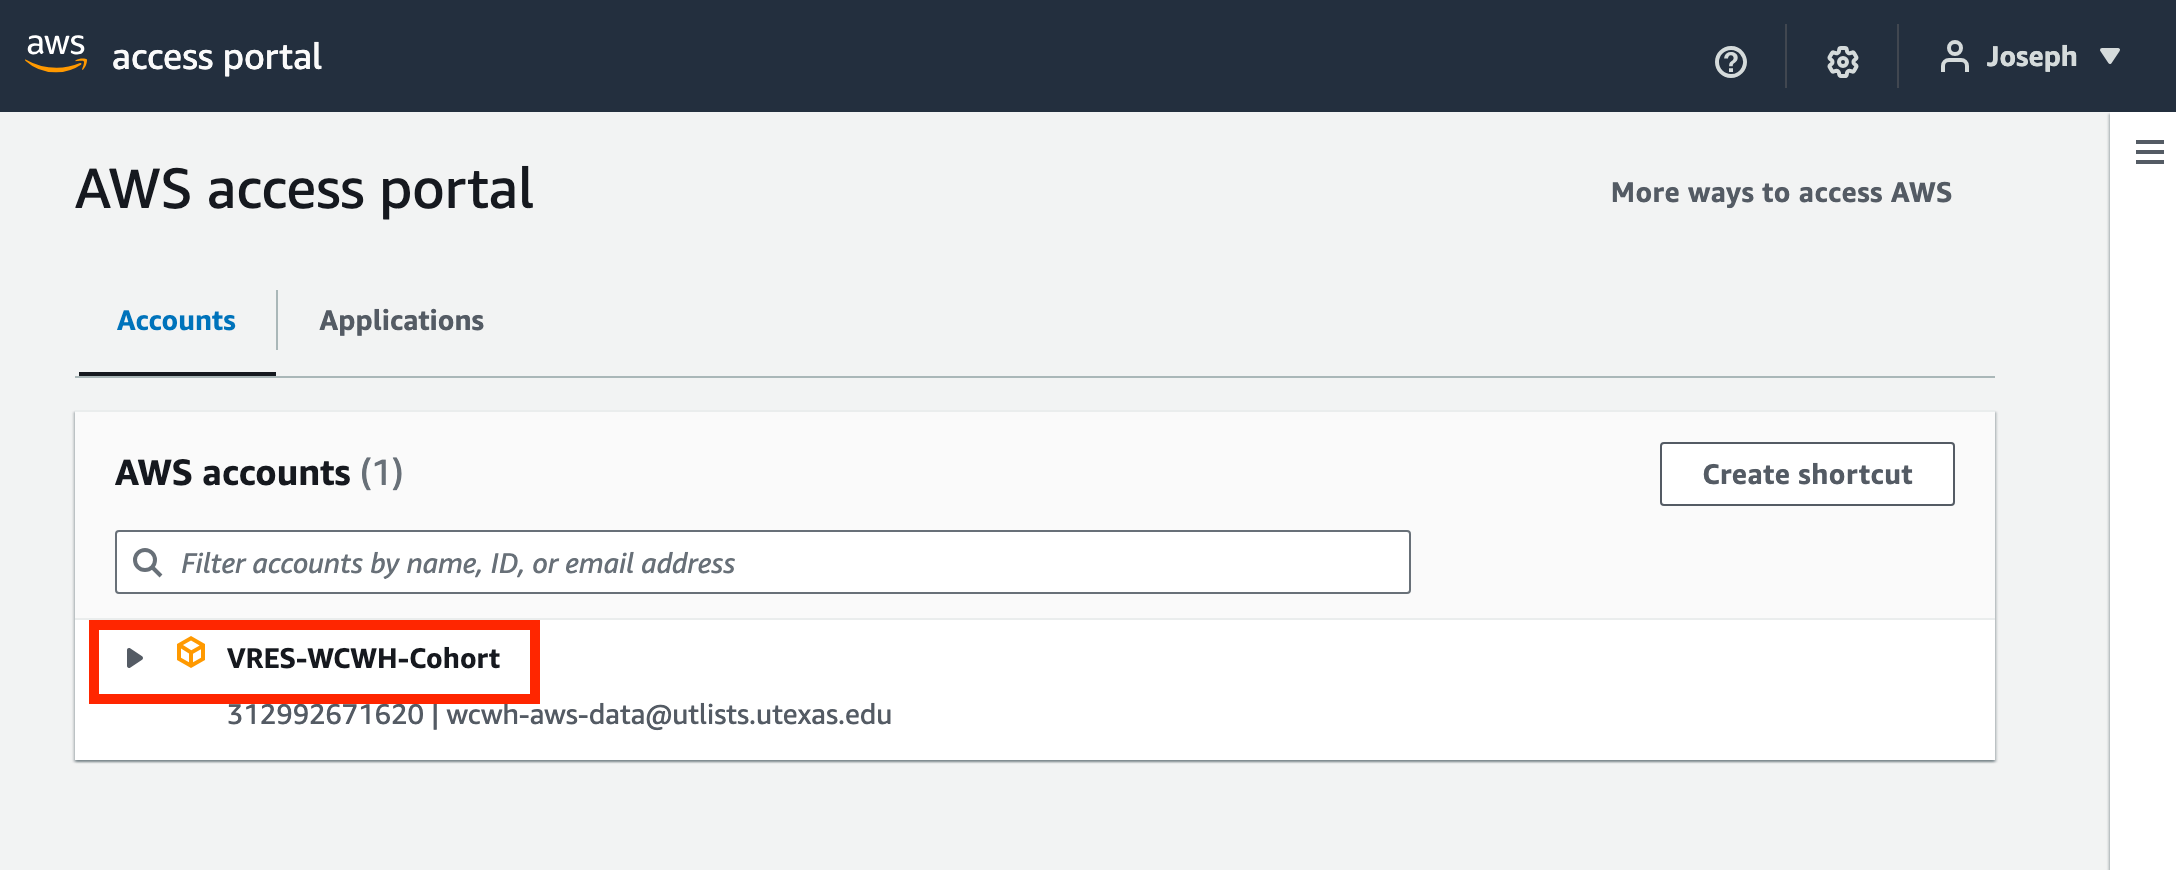 aws access portal
Joseph
AWS access portal
More ways to access AWS
Accounts
Applications
AWS accounts (1)
Create shortcut
Filter accounts by name, ID, or email address
VRES-WCWH-Cohort
312992671620 | wcwh-aws-data@utlists.utexas.edu